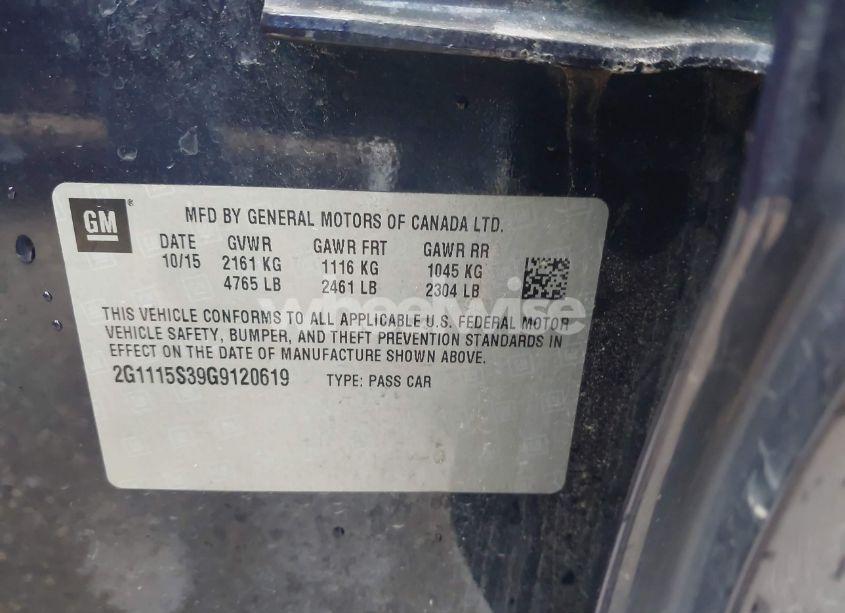 GM ®
MFD BY GENERAL MOTORS OF CANADA LTD.
DATE GVWR GAWR FRT GAWR RR
10/15 2161 KG 1116 KG 1045 KG
4765 LB 2461 LB 2304 LB
THIS VEHICLE CONFORMS TO ALL APPLICABLE U.S. FEDERAL MOTOR
VEHICLE SAFETY, BUMPER, AND THEFT PREVENTION STANDARDS IN
EFFECT ON THE DATE OF MANUFACTURE SHOWN ABOVE.
2G1115S39G9120619 TYPE: PASS CAR